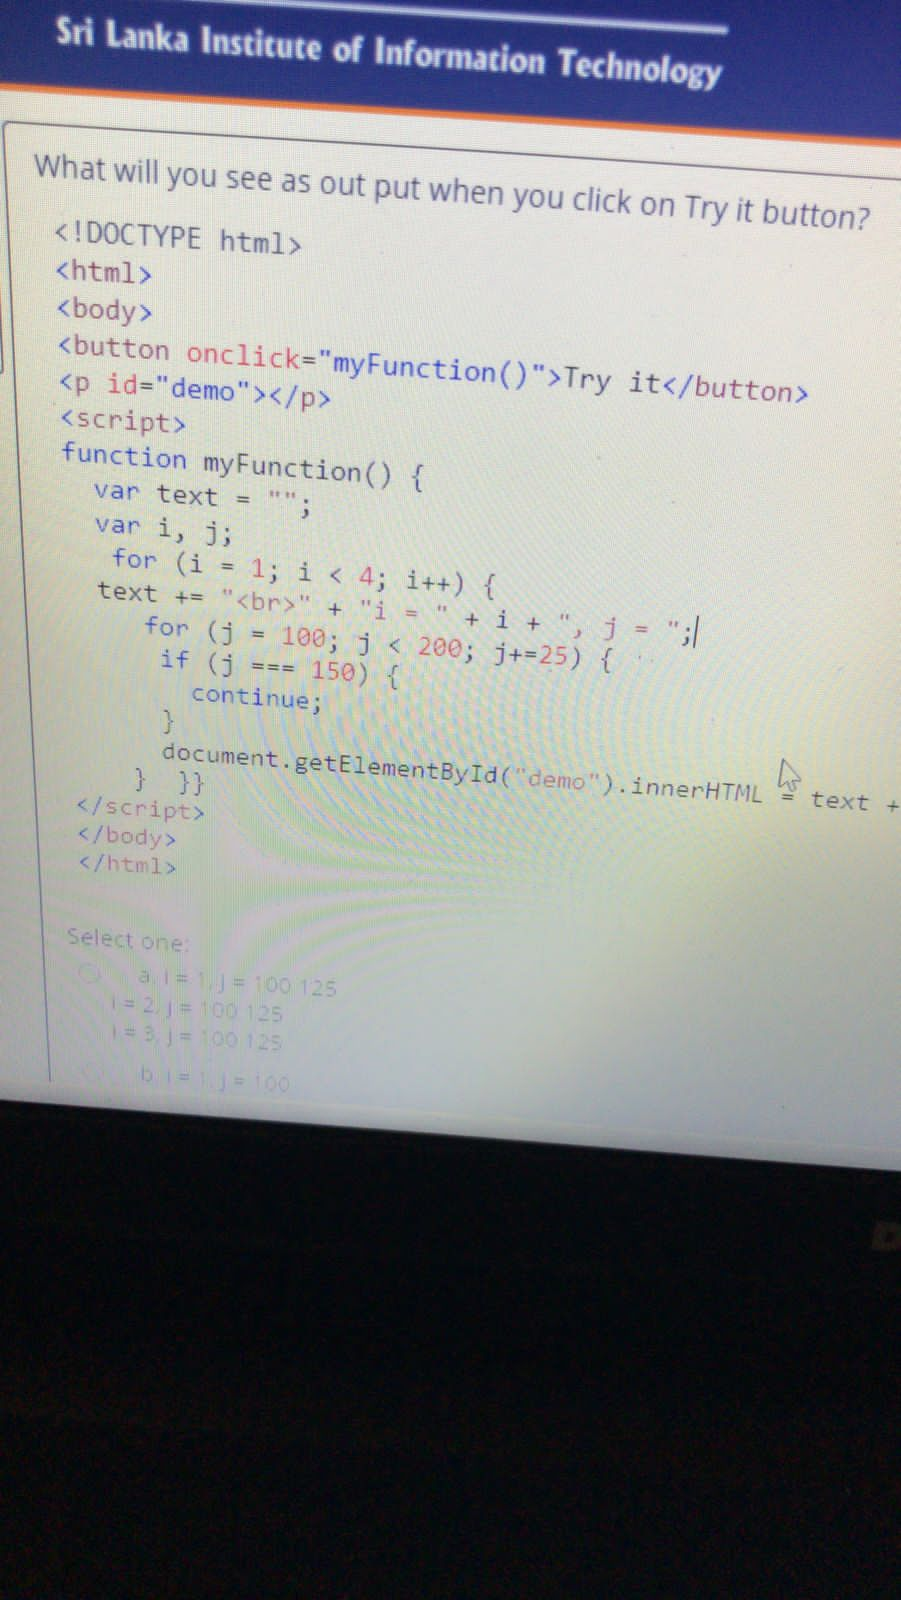 Sri Lanka Institute of Information Technology
What will you see as out put when you click on Try it button?
<!DOCTYPE html>
<html>
<body>
<button onclick="myFunction()">Try it</button>
<p id="demo"></p>
<script>
function myFunction() {
var text = "";
var i, j;
for (i = 1; i < 4; i++) {
text += "<br>" + "i = " + i + ", j = ";
for (j = 100; j < 200; j+=25) {
if (j === 150) {
continue;
}
document.getElementById("demo").innerHTML = text +
} }}
</script>
</body>
</html>
Select one:
a. i = 1, j = 100 125
i = 2, j = 100 125
i = 3, j = 100 125
b. i = 1, j = 100